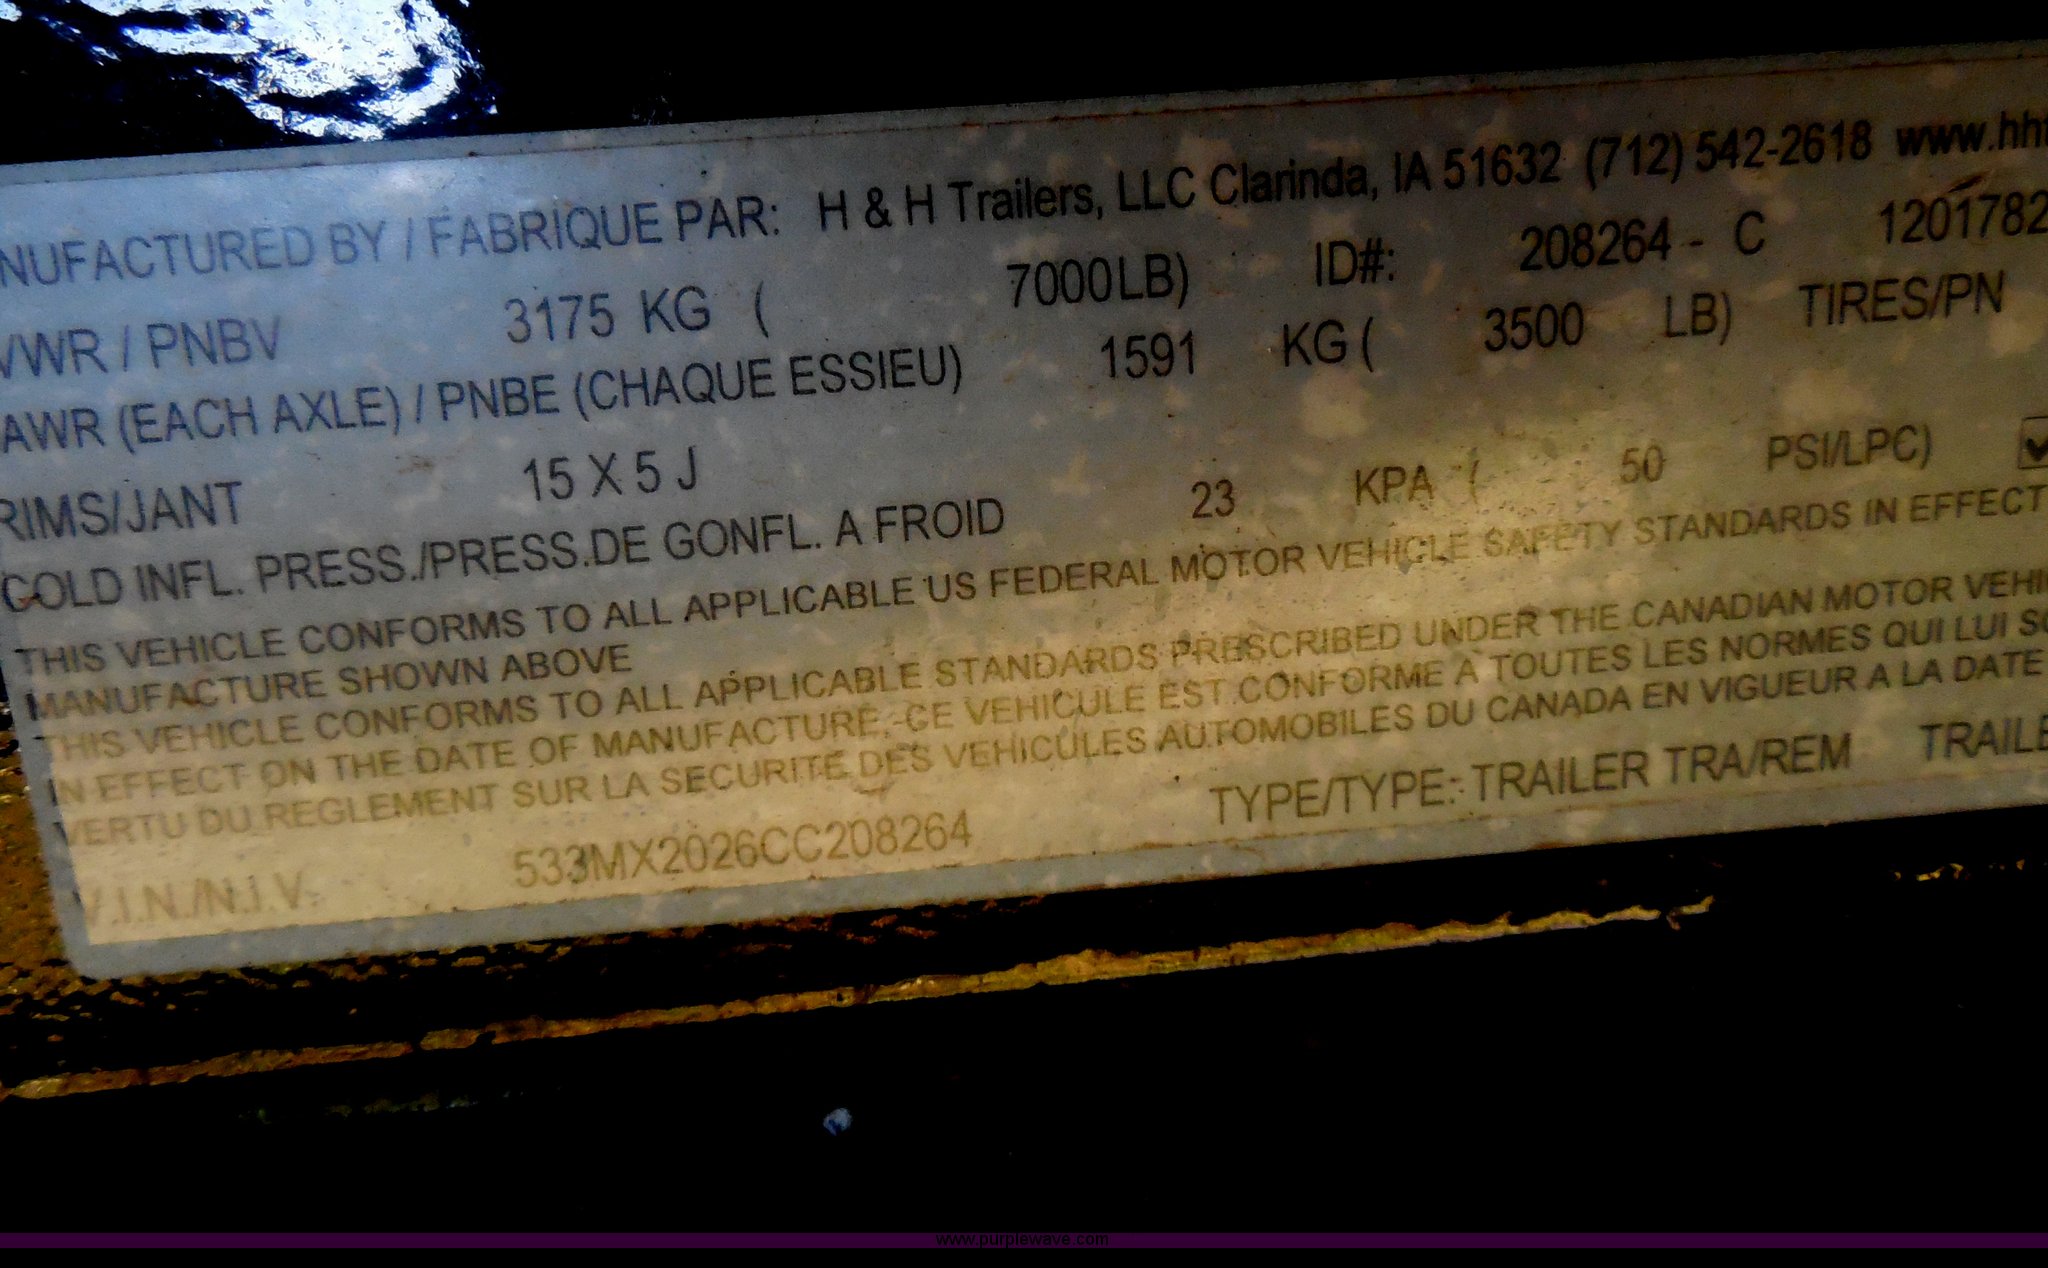 NUFACTURED BY / FABRIQUE PAR: H & H Trailers, LLC Clarinda, IA 51632 (712) 542-2618 www.hh
VWR / PNBV 3175 KG ( 7000LB) ID#: 208264 - C 1201782
AWR (EACH AXLE) / PNBE (CHAQUE ESSIEU) 1591 KG ( 3500 LB) TIRES/PN
RIMS/JANT 15 X 5 J
COLD INFL. PRESS./PRESS.DE GONFL. A FROID 23 KPA ( 50 PSI/LPC)
THIS VEHICLE CONFORMS TO ALL APPLICABLE US FEDERAL MOTOR VEHICLE SAFETY STANDARDS IN EFFECT
MANUFACTURE SHOWN ABOVE
THIS VEHICLE CONFORMS TO ALL APPLICABLE STANDARDS PRESCRIBED UNDER THE CANADIAN MOTOR VEHI
IN EFFECT ON THE DATE OF MANUFACTURE, CE VEHICULE EST CONFORME A TOUTES LES NORMES QUI LUI SO
VERTU DU REGLEMENT SUR LA SECURITE DES VEHICULES AUTOMOBILES DU CANADA EN VIGUEUR A LA DATE
V.I.N./N.I.V. 533MX2026CC208264 TYPE/TYPE: TRAILER TRA/REM TRAILE
www.purplewave.com